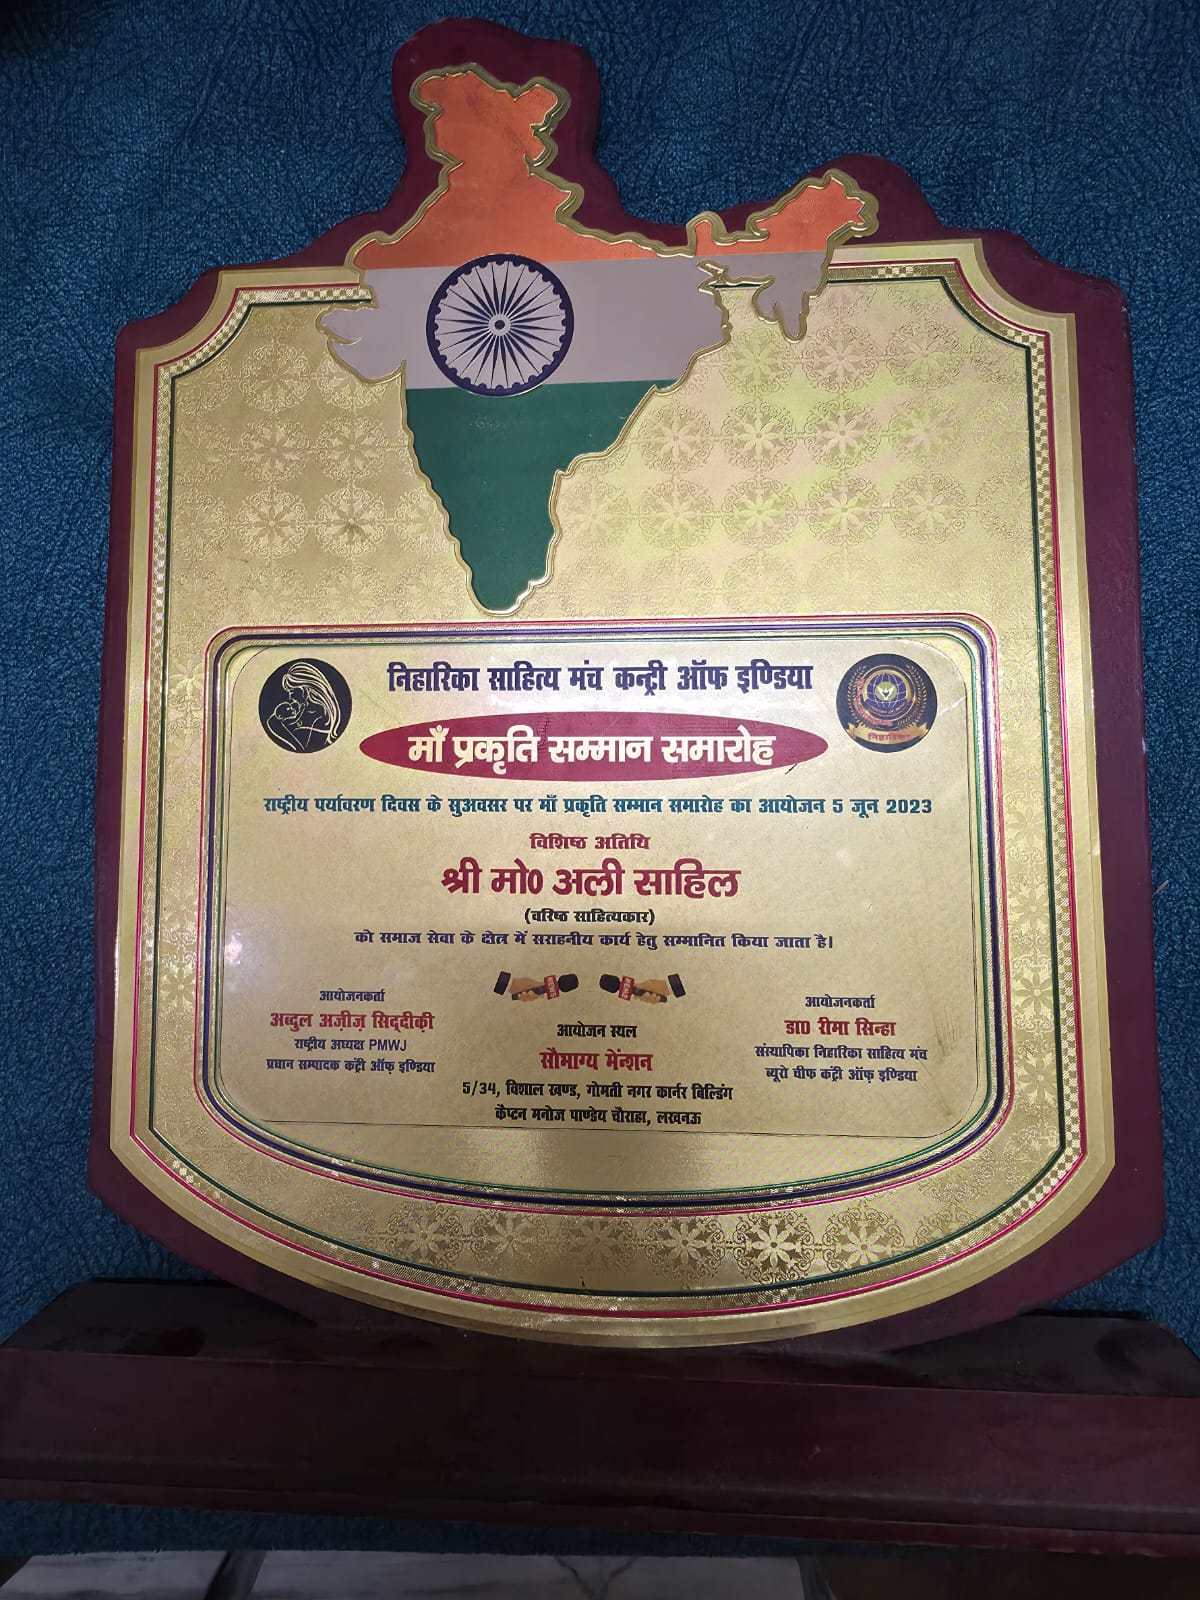 निहारिका साहित्य मंच कन्ट्री ऑफ इण्डिया
माँ प्रकृति सम्मान समारोह
राष्ट्रीय पर्यावरण दिवस के सुअवसर पर माँ प्रकृति सम्मान समारोह का आयोजन 5 जून 2023
विशिष्ठ अतिथि
श्री मो0 अली साहिल
(वरिष्ठ साहित्यकार)
को समाज सेवा के क्षेत्र में सराहनीय कार्य हेतु सम्मानित किया जाता है।
आयोजनकर्ता
अब्दुल अज़ीज़ सिद्दीक़ी
राष्ट्रीय अध्यक्ष PMWJ
प्रधान सम्पादक कंट्री ऑफ़ इण्डिया
आयोजन स्थल
सौभाग्य मेंन्शन
5/34, विशाल खण्ड, गोमती नगर कार्नर बिल्डिंग
कैप्टन मनोज पाण्डेय चौराहा, लखनऊ
आयोजनकर्ता
डा0 रीमा सिन्हा
संस्थापिका निहारिका साहित्य मंच
ब्यूरो चीफ कंट्री ऑफ इण्डिया